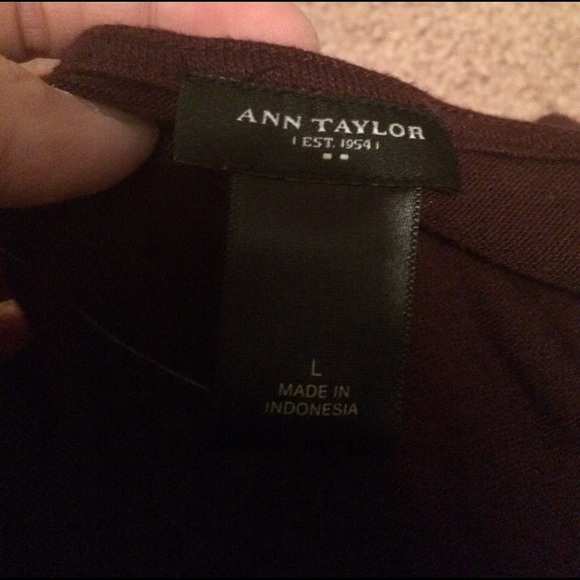 ANN TAYLOR
EST. 1954
L
MADE IN
INDONESIA